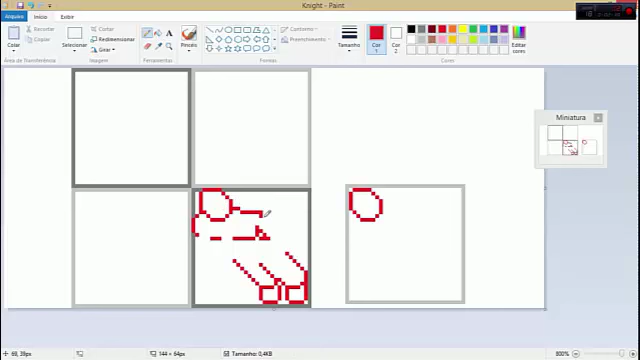 Knight - Paint
Arquivo Início Exibir
Colar
Recortar
Copiar
Selecionar
Cortar
Redimensionar
Girar
Pincéis
Contorno
Preenchimento
Tamanho
Cor 1
Cor 2
Editar cores
Área de Transferência Imagem Ferramentas Formas Cores
Miniatura
144 × 64px
Tamanho: 0,4KB
800%